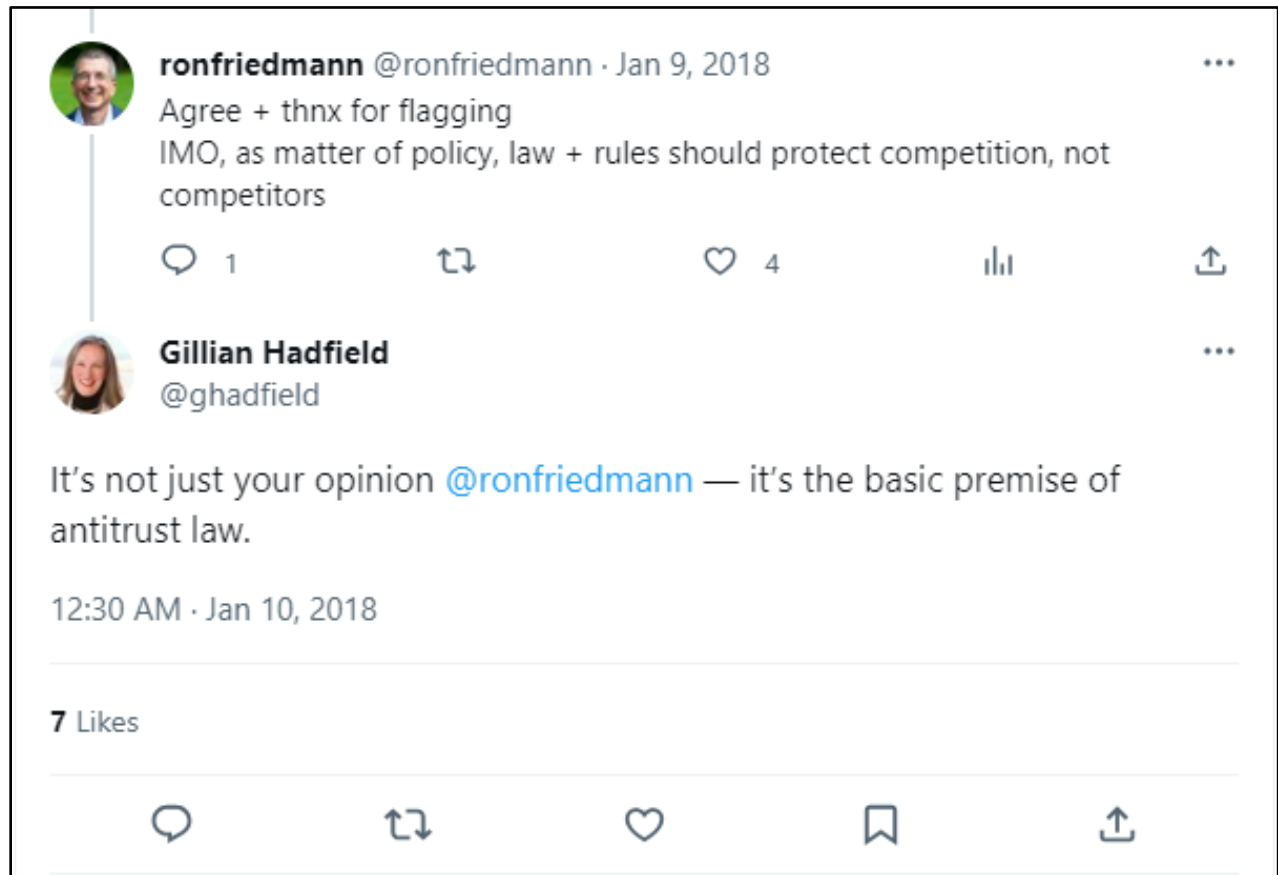 ronfriedmann @ronfriedmann · Jan 9, 2018
Agree + thnx for flagging
IMO, as matter of policy, law + rules should protect competition, not
competitors
1 4
Gillian Hadfield
@ghadfield
It’s not just your opinion @ronfriedmann — it’s the basic premise of
antitrust law.
12:30 AM · Jan 10, 2018
7 Likes